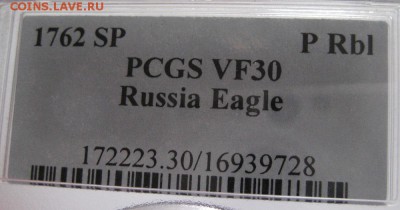 COINS.LAVE.RU
1762 SP P Rbl
PCGS VF30
Russia Eagle
172223.30/16939728